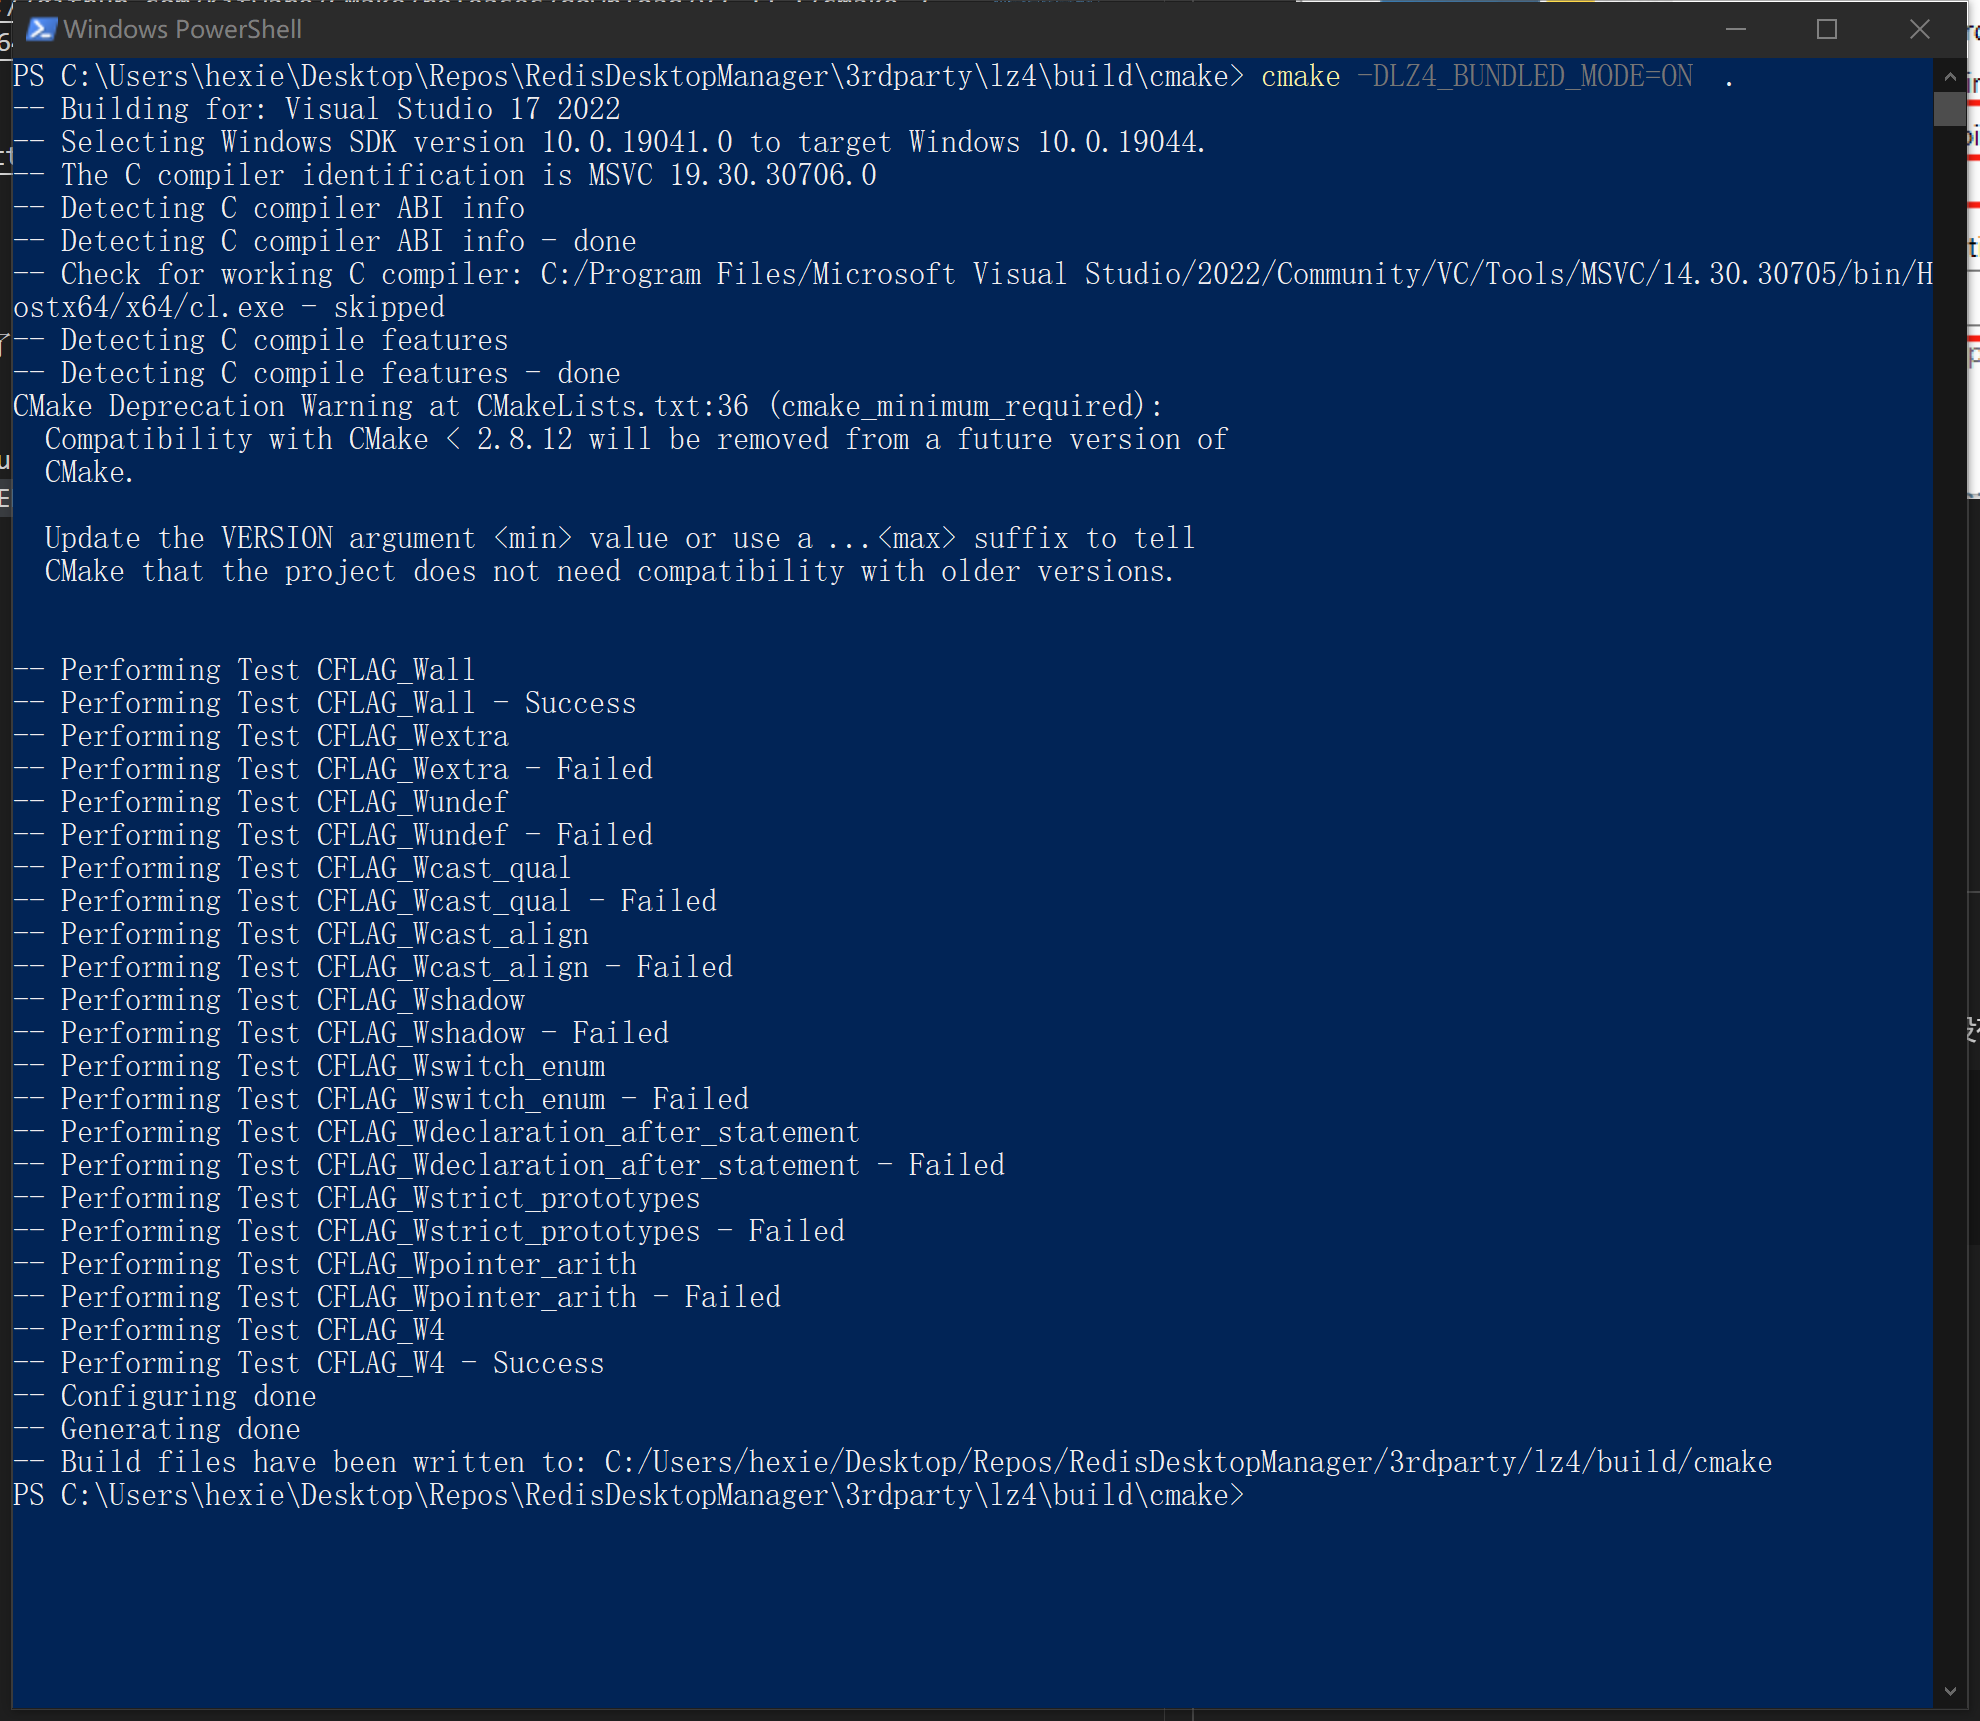 Windows PowerShell
PS C:\Users\hexie\Desktop\Repos\RedisDesktopManager\3rdparty\lz4\build\cmake> cmake -DLZ4_BUNDLED_MODE=ON  .
-- Building for: Visual Studio 17 2022
-- Selecting Windows SDK version 10.0.19041.0 to target Windows 10.0.19044.
-- The C compiler identification is MSVC 19.30.30706.0
-- Detecting C compiler ABI info
-- Detecting C compiler ABI info - done
-- Check for working C compiler: C:/Program Files/Microsoft Visual Studio/2022/Community/VC/Tools/MSVC/14.30.30705/bin/H
ostx64/x64/cl.exe - skipped
-- Detecting C compile features
-- Detecting C compile features - done
CMake Deprecation Warning at CMakeLists.txt:36 (cmake_minimum_required):
  Compatibility with CMake < 2.8.12 will be removed from a future version of
  CMake.
  Update the VERSION argument <min> value or use a ...<max> suffix to tell
  CMake that the project does not need compatibility with older versions.
-- Performing Test CFLAG_Wall
-- Performing Test CFLAG_Wall - Success
-- Performing Test CFLAG_Wextra
-- Performing Test CFLAG_Wextra - Failed
-- Performing Test CFLAG_Wundef
-- Performing Test CFLAG_Wundef - Failed
-- Performing Test CFLAG_Wcast_qual
-- Performing Test CFLAG_Wcast_qual - Failed
-- Performing Test CFLAG_Wcast_align
-- Performing Test CFLAG_Wcast_align - Failed
-- Performing Test CFLAG_Wshadow
-- Performing Test CFLAG_Wshadow - Failed
-- Performing Test CFLAG_Wswitch_enum
-- Performing Test CFLAG_Wswitch_enum - Failed
-- Performing Test CFLAG_Wdeclaration_after_statement
-- Performing Test CFLAG_Wdeclaration_after_statement - Failed
-- Performing Test CFLAG_Wstrict_prototypes
-- Performing Test CFLAG_Wstrict_prototypes - Failed
-- Performing Test CFLAG_Wpointer_arith
-- Performing Test CFLAG_Wpointer_arith - Failed
-- Performing Test CFLAG_W4
-- Performing Test CFLAG_W4 - Success
-- Configuring done
-- Generating done
-- Build files have been written to: C:/Users/hexie/Desktop/Repos/RedisDesktopManager/3rdparty/lz4/build/cmake
PS C:\Users\hexie\Desktop\Repos\RedisDesktopManager\3rdparty\lz4\build\cmake>